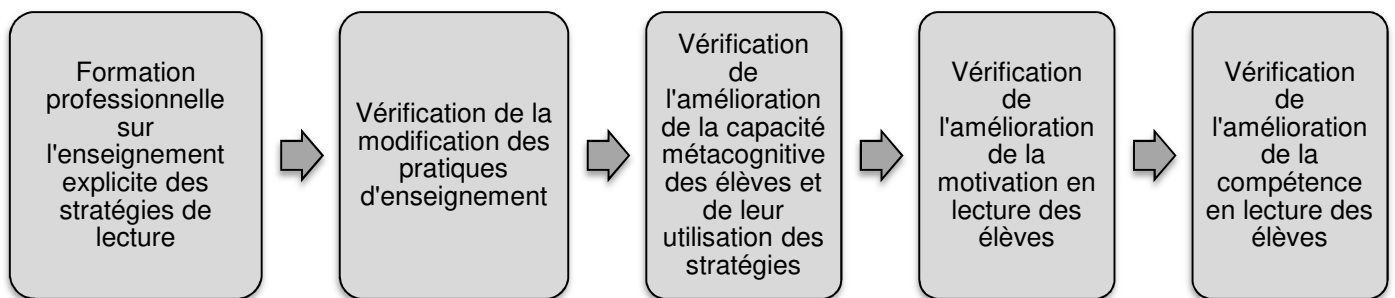 Formation
professionnelle
sur
l'enseignement
explicite des
stratégies de
lecture
Vérification de la
modification des
pratiques
d'enseignement
Vérification
de
l'amélioration
de la capacité
métacognitive
des élèves et
de leur
utilisation des
stratégies
Vérification
de
l'amélioration
de la
motivation en
lecture des
élèves
Vérification
de
l'amélioration
de la
compétence
en lecture des
élèves